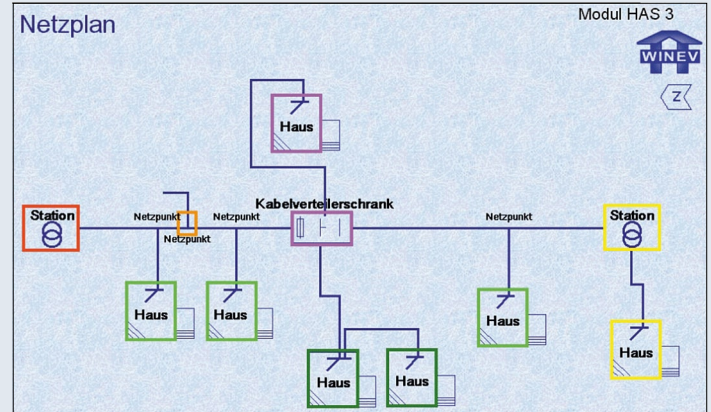 Netzplan
Modul HAS 3
WINEV
Z
Haus
Kabelverteilerschrank
Station
Netzpunkt
Netzpunkt
Netzpunkt
Station
Netzpunkt
Haus
Haus
Haus
Haus
Haus
Haus